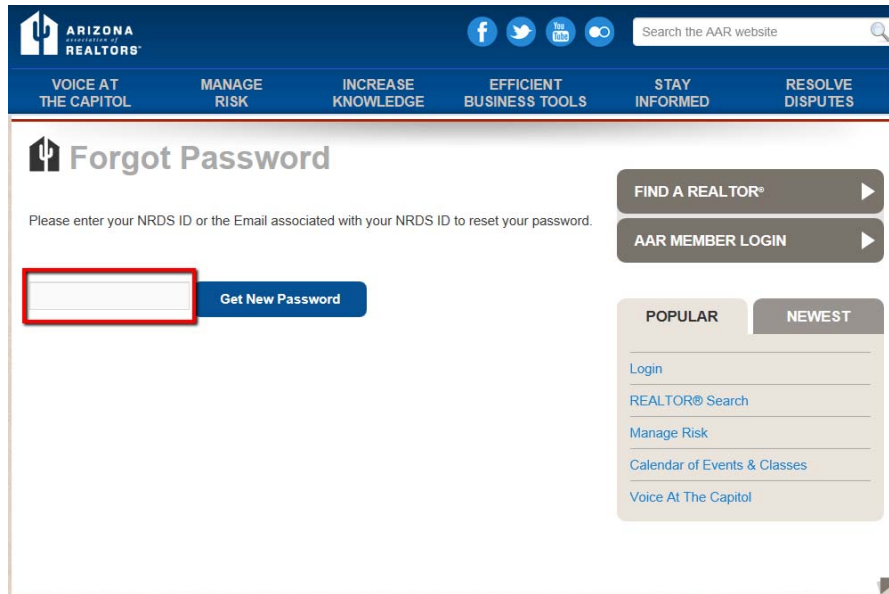 ARIZONA
association of
REALTORS®
You
Tube
Search the AAR website
VOICE AT
THE CAPITOL
MANAGE
RISK
INCREASE
KNOWLEDGE
EFFICIENT
BUSINESS TOOLS
STAY
INFORMED
RESOLVE
DISPUTES
Forgot Password
Please enter your NRDS ID or the Email associated with your NRDS ID to reset your password.
Get New Password
FIND A REALTOR®
AAR MEMBER LOGIN
POPULAR
NEWEST
Login
REALTOR® Search
Manage Risk
Calendar of Events & Classes
Voice At The Capitol